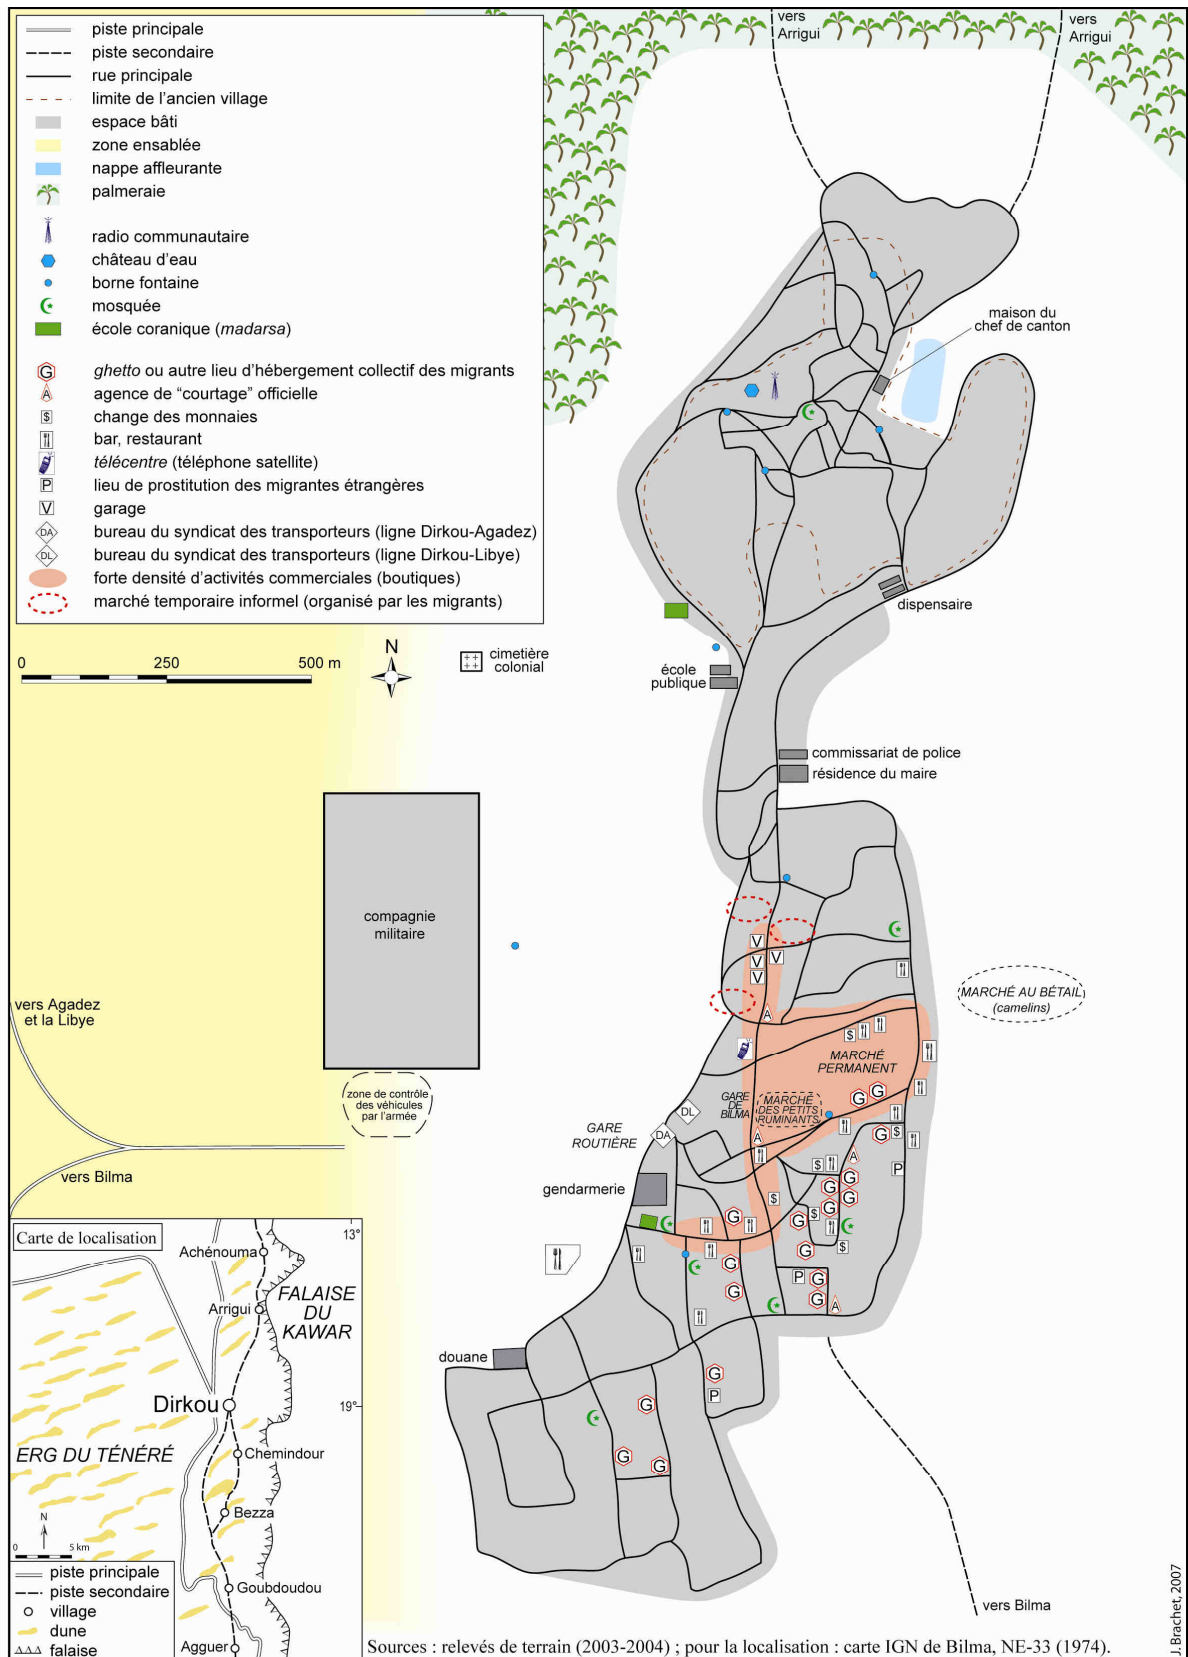 piste principale
piste secondaire
rue principale
limite de l'ancien village
espace bâti
zone ensablée
nappe affleurante
palmeraie
radio communautaire
château d'eau
borne fontaine
mosquée
école coranique (madarsa)
G ghetto ou autre lieu d'hébergement collectif des migrants
A agence de "courtage" officielle
$ change des monnaies
bar, restaurant
télécentre (téléphone satellite)
P lieu de prostitution des migrantes étrangères
V garage
DA bureau du syndicat des transporteurs (ligne Dirkou-Agadez)
DL bureau du syndicat des transporteurs (ligne Dirkou-Libye)
forte densité d'activités commerciales (boutiques)
marché temporaire informel (organisé par les migrants)
0 250 500 m
N
vers
Arrigui
vers
Arrigui
maison du
chef de canton
dispensaire
cimetière
colonial
école
publique
commissariat de police
résidence du maire
compagnie
militaire
vers Agadez
et la Libye
zone de contrôle
des véhicules
par l'armée
vers Bilma
V
V
V
V
A
MARCHÉ AU BÉTAIL
(camelins)
$
MARCHÉ
PERMANENT
G G
GARE
DE
BILMA
MARCHÉ
DES PETITS
RUMINANTS
DL
DA
GARE
ROUTIÈRE
A
G $
$
A
P
G
G
G
G
gendarmerie
$
G
G
$
$
G
G
G
P
G
G
A
douane
G
P
G
G
G
vers Bilma
Carte de localisation
13°
Achénouma
Arrigui
FALAISE
DU
KAWAR
Dirkou
19°
ERG DU TÉNÉRÉ
Chemindour
Bezza
N
0 5 km
Goubdoudou
Agguer
piste principale
piste secondaire
village
dune
falaise
Sources : relevés de terrain (2003-2004) ; pour la localisation : carte IGN de Bilma, NE-33 (1974).
J. Brachet, 2007